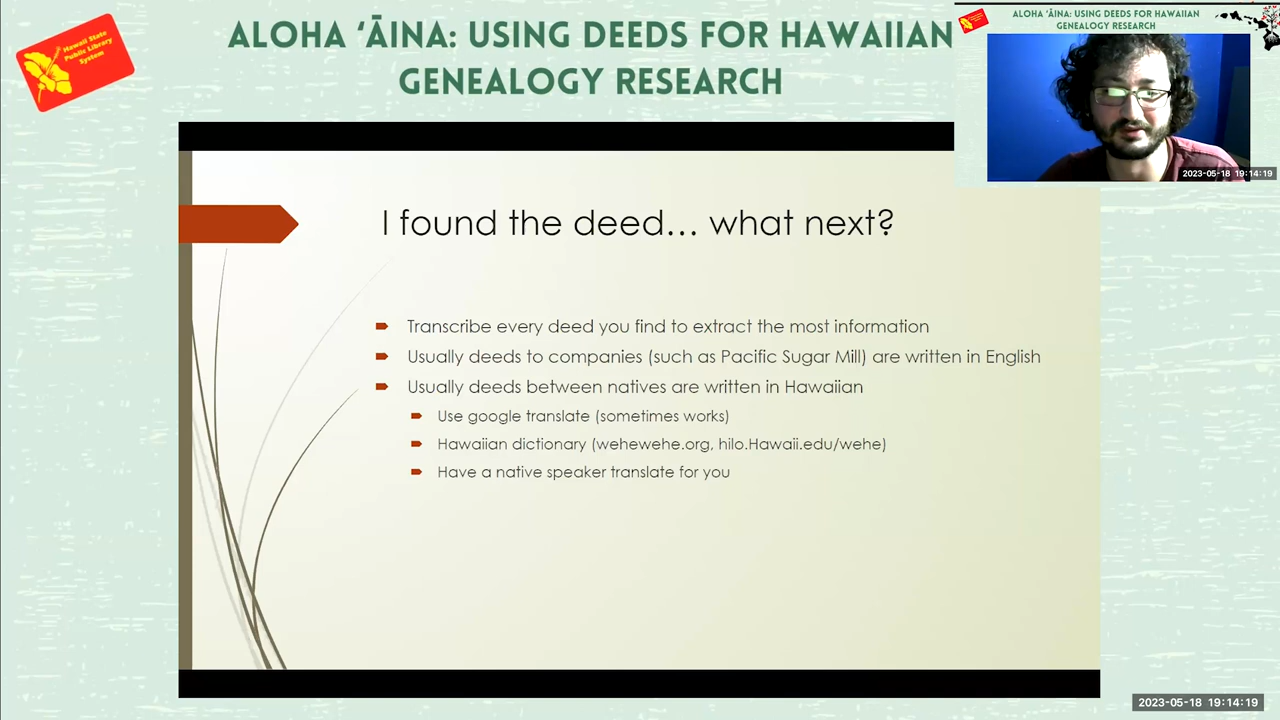 Hawaii State
Public Library
System
ALOHA ʻĀINA: USING DEEDS FOR HAWAIIAN
GENEALOGY RESEARCH
ALOHA ʻĀINA: USING DEEDS FOR HAWAIIAN
GENEALOGY RESEARCH
2023-05-18 19:14:19
I found the deed... what next?
Transcribe every deed you find to extract the most information
Usually deeds to companies (such as Pacific Sugar Mill) are written in English
Usually deeds between natives are written in Hawaiian
Use google translate (sometimes works)
Hawaiian dictionary (wehewehe.org, hilo.Hawaii.edu/wehe)
Have a native speaker translate for you
2023-05-18 19:14:19